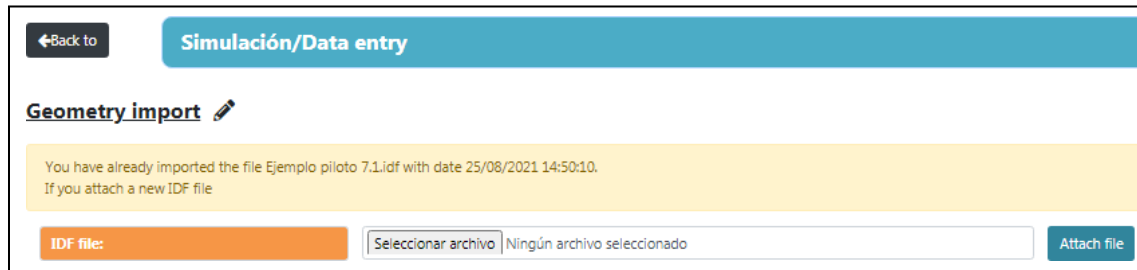 Back to
Simulación/Data entry
Geometry import
You have already imported the file Ejemplo piloto 7.1.idf with date 25/08/2021 14:50:10.
If you attach a new IDF file
IDF file:
Seleccionar archivo Ningún archivo seleccionado
Attach file